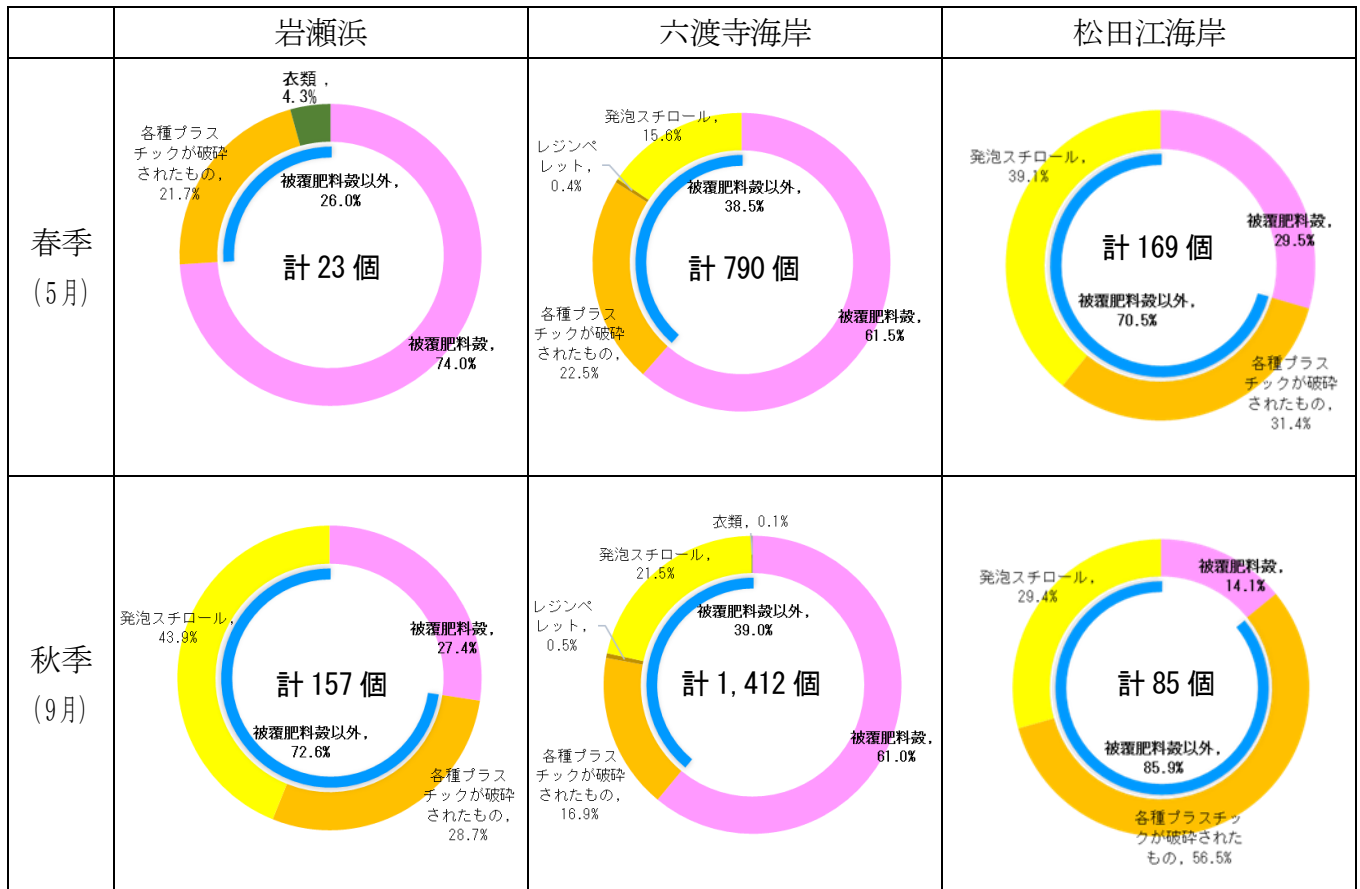 岩瀬浜
六渡寺海岸
松田江海岸
春季
(5月)
衣類,
4.3%
各種プラス
チックが破砕
されたもの,
21.7%
被覆肥料殻以外,
26.0%
計 23 個
被覆肥料殻,
74.0%
発泡スチロール,
15.6%
レジンペ
レット,
0.4%
被覆肥料殻以外,
38.5%
計 790 個
各種プラス
チックが破砕
されたもの,
22.5%
被覆肥料殻,
61.5%
発泡スチロール,
39.1%
被覆肥料殻,
29.5%
計 169 個
被覆肥料殻以外,
70.5%
各種プラス
チックが破砕
されたもの,
31.4%
秋季
(9月)
発泡スチロール,
43.9%
被覆肥料殻,
27.4%
計 157 個
被覆肥料殻以外,
72.6%
各種プラス
チックが破砕
されたもの,
28.7%
衣類, 0.1%
発泡スチロール,
21.5%
レジンペ
レット,
0.5%
被覆肥料殻以外,
39.0%
計 1,412 個
被覆肥料殻,
61.0%
各種プラス
チックが破砕
されたもの,
16.9%
発泡スチロール,
29.4%
被覆肥料殻,
14.1%
計 85 個
被覆肥料殻以外,
85.9%
各種プラスチッ
クが破砕された
もの, 56.5%